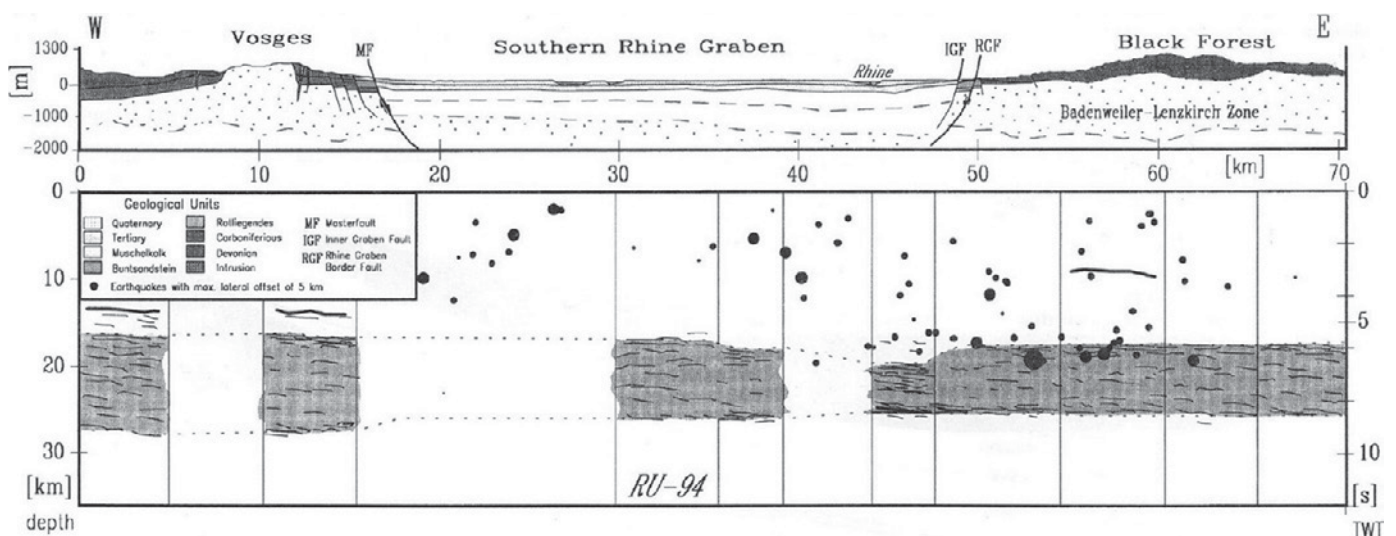 W
E
Vosges
MF
Southern Rhine Graben
IGF
RGF
Black Forest
Rhine
Badenweiler-Lenzkirch Zone
[m]
1300
0
-1000
-2000
0
10
20
30
40
50
60
70
[km]
0
10
20
30
[km]
depth
Geological Units
Quaternary
Tertiary
Muschelkalk
Buntsandstein
Rotliegendes
Carboniferious
Devonian
Intrusion
MF Masterfault
IGF Inner Graben Fault
RGF Rhine Graben
Border Fault
Earthquakes with max. lateral offset of 5 km
RU-94
0
5
10
[s]
TWT